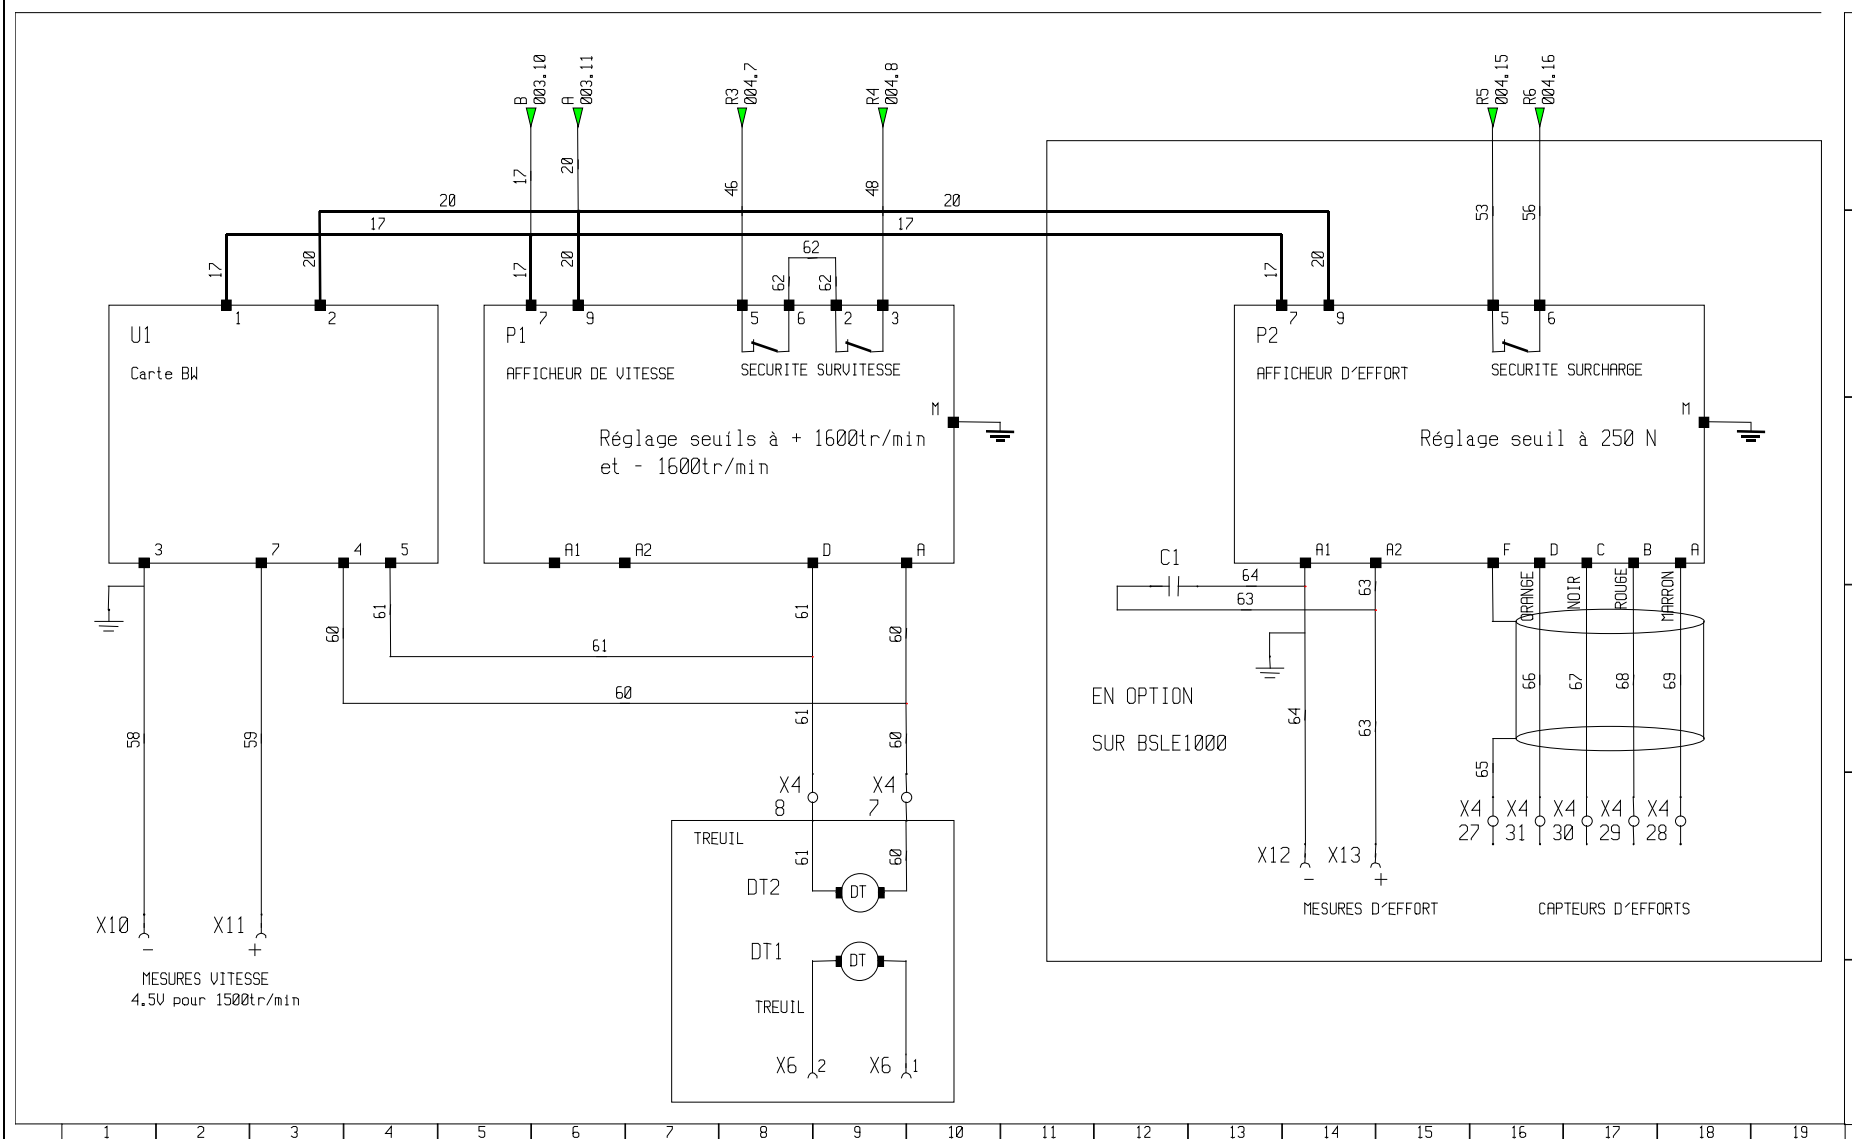 B 003.10
A 003.11
R3 004.7
R4 004.8
R5 004.15
R6 004.16
17
20
46
48
53
56
20
20
17
17
62
17
20
17
20
62
62
17
20
1
2
7
9
5
6
2
3
7
9
5
6
U1
P1
P2
Carte BW
AFFICHEUR DE VITESSE
SECURITE SURVITESSE
AFFICHEUR D'EFFORT
SECURITE SURCHARGE
M
M
Réglage seuils à + 1600tr/min
et - 1600tr/min
Réglage seuil à 250 N
3
7
4
5
A1
A2
D
A
A1
A2
F
D
C
B
A
C1
64
63
63
ORANGE
NOIR
ROUGE
MARRON
61
60
61
60
61
60
EN OPTION
SUR BSLE1000
66
67
68
69
58
59
61
60
64
63
65
X4
8
X4
7
X4
27
X4
31
X4
30
X4
29
X4
28
TREUIL
61
60
DT2
DT
X12
-
X13
+
MESURES D'EFFORT
CAPTEURS D'EFFORTS
X10
-
X11
+
DT1
DT
MESURES VITESSE
4.5V pour 1500tr/min
TREUIL
X6 2
X6 1
1 2 3 4 5 6 7 8 9 10 11 12 13 14 15 16 17 18 19